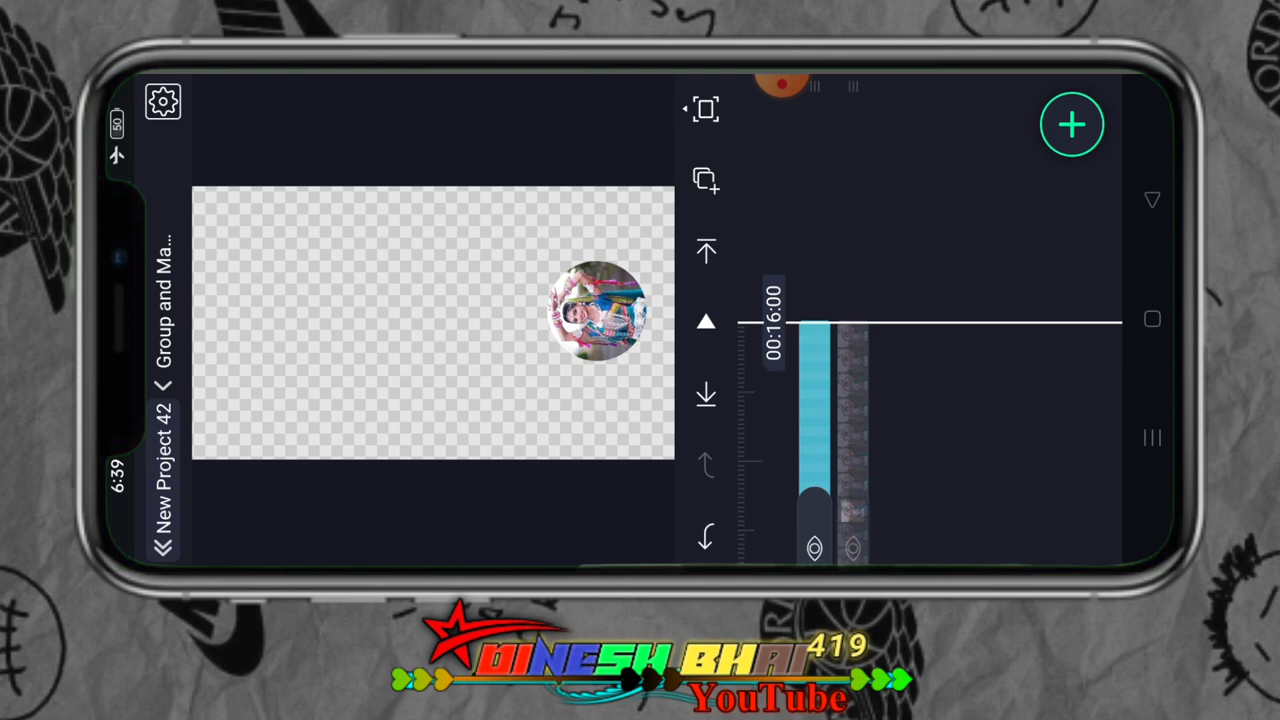 6:39
50
New Project 42
Group and Ma...
00:16:00
DINESH BHAI 419
YouTube